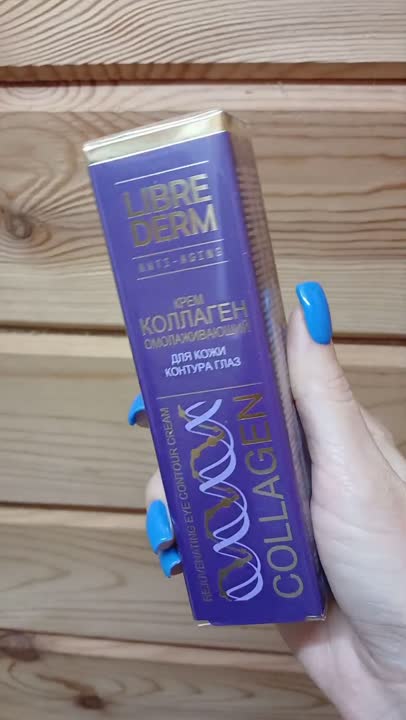 LIBRE
DERM
ANTI-AGING
КРЕМ
КОЛЛАГЕН
ОМОЛАЖИВАЮЩИЙ
ДЛЯ КОЖИ
КОНТУРА ГЛАЗ
REJUVENATING EYE CONTOUR CREAM
COLLAGEN